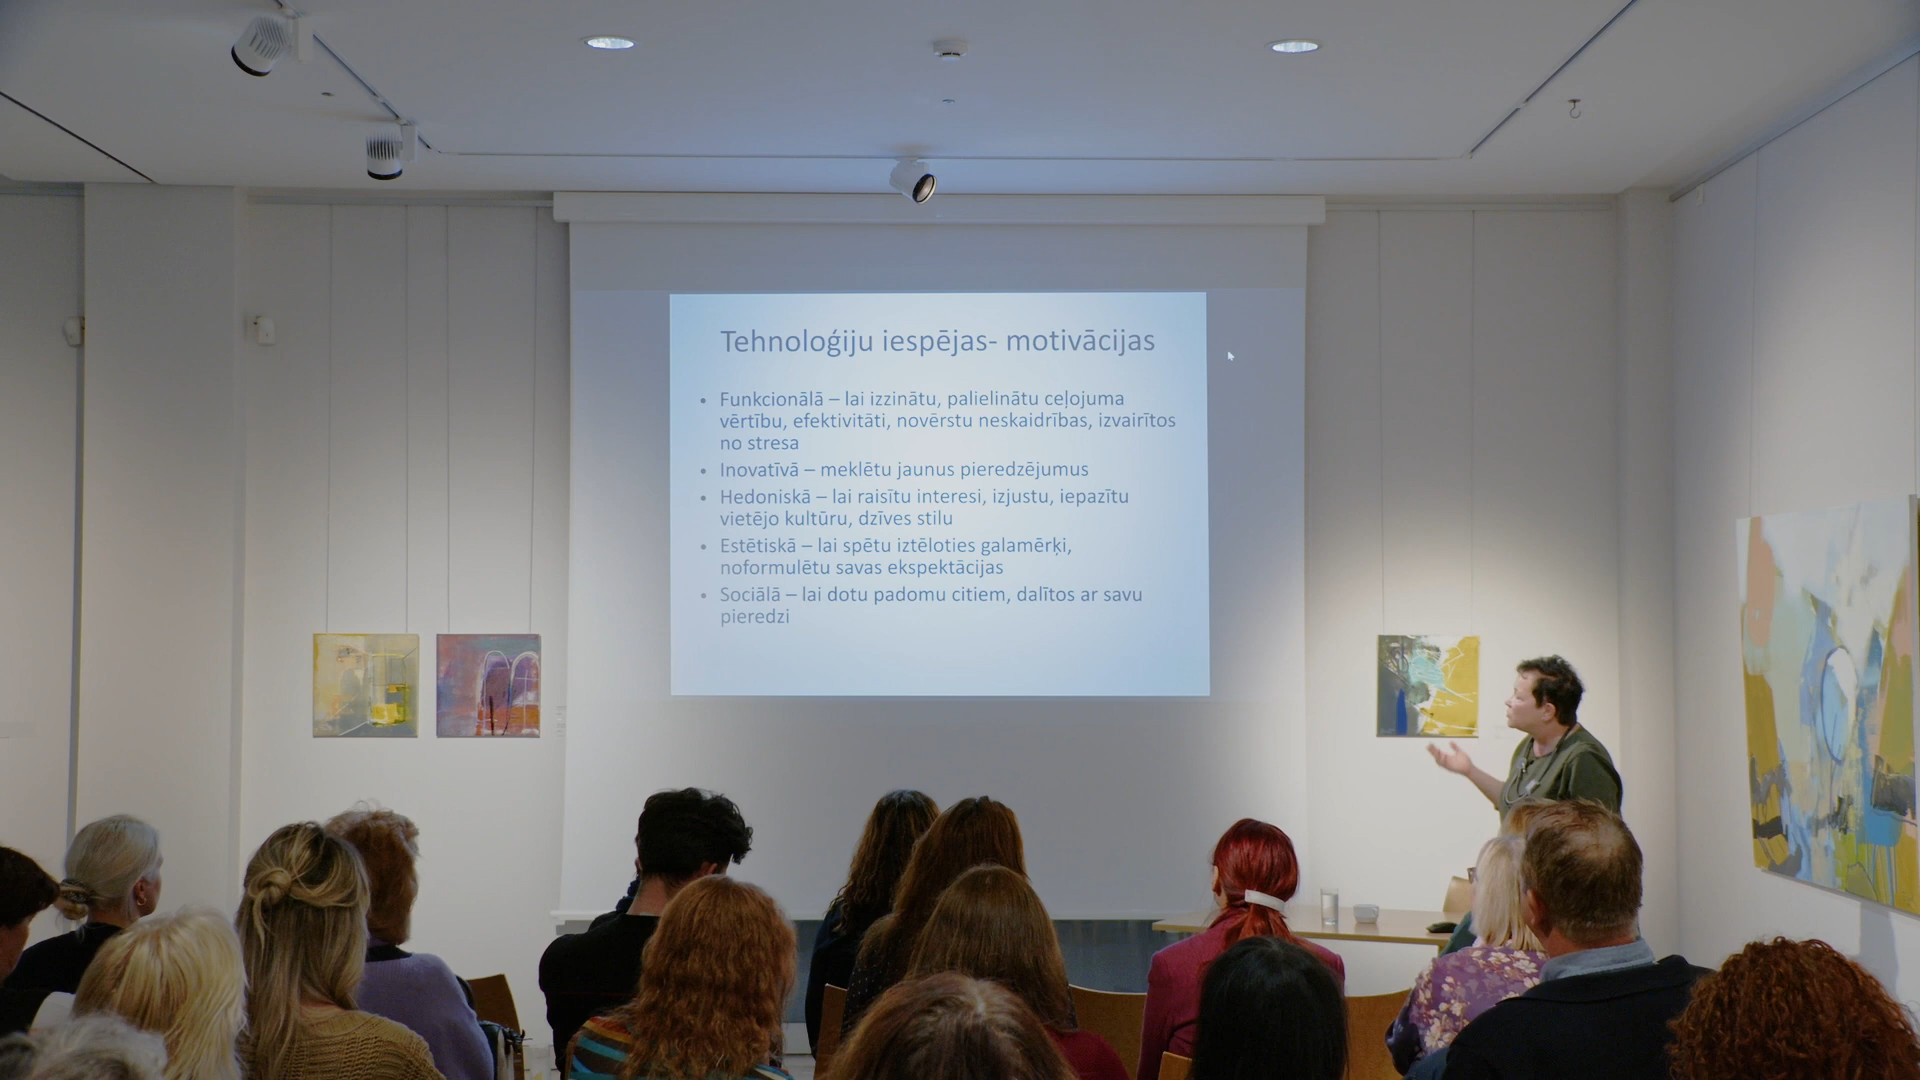 Tehnoloģiju iespējas- motivācijas
• Funkcionālā – lai izzinātu, palielinātu ceļojuma
vērtību, efektivitāti, novērstu neskaidrības, izvairītos
no stresa
• Inovatīvā – meklētu jaunus pieredzējumus
• Hedoniskā – lai raisītu interesi, izjustu, iepazītu
vietējo kultūru, dzīves stilu
• Estētiskā – lai spētu iztēloties galamērķi,
noformulētu savas ekspektācijas
• Sociālā – lai dotu padomu citiem, dalītos ar savu
pieredzi